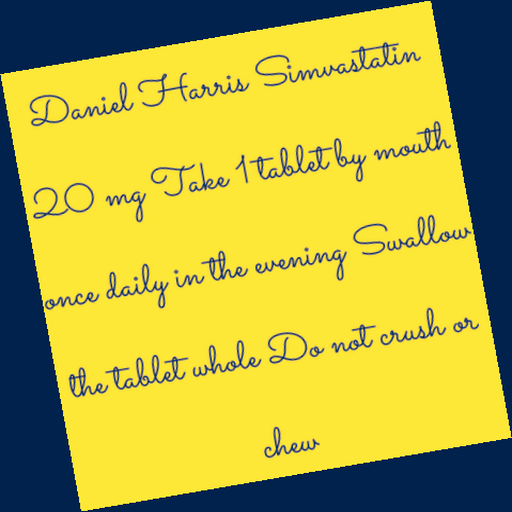 Daniel Harris Simvastatin
20 mg Take 1 tablet by mouth
once daily in the evening Swallow
the tablet whole Do not crush or
chew